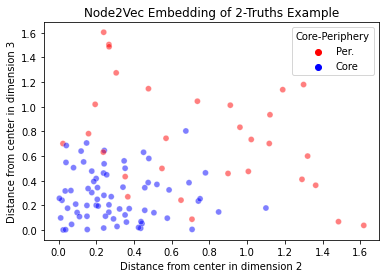 Node2Vec Embedding of 2-Truths Example
Core-Periphery
Per.
Core
Distance from center in dimension 3
1.6
1.4
1.2
1.0
0.8
0.6
0.4
0.2
0.0
0.0 0.2 0.4 0.6 0.8 1.0 1.2 1.4 1.6
Distance from center in dimension 2